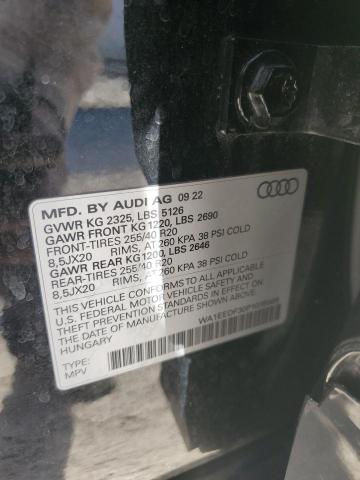 MFD. BY AUDI AG 09 22
GVWR KG 2325, LBS 5126
GAWR FRONT KG 1220, LBS 2690
FRONT-TIRES 255/40 R20
8,5JX20 RIMS, AT 260 KPA 38 PSI COLD
GAWR REAR KG 1200, LBS 2646
REAR-TIRES 255/40 R20
8,5JX20 RIMS, AT 260 KPA 38 PSI COLD
THIS VEHICLE CONFORMS TO ALL APPLICABLE
U.S. FEDERAL MOTOR VEHICLE SAFETY AND
THEFT PREVENTION STANDARDS IN EFFECT ON
THE DATE OF MANUFACTURE SHOWN ABOVE
HUNGARY
TYPE:
MPV